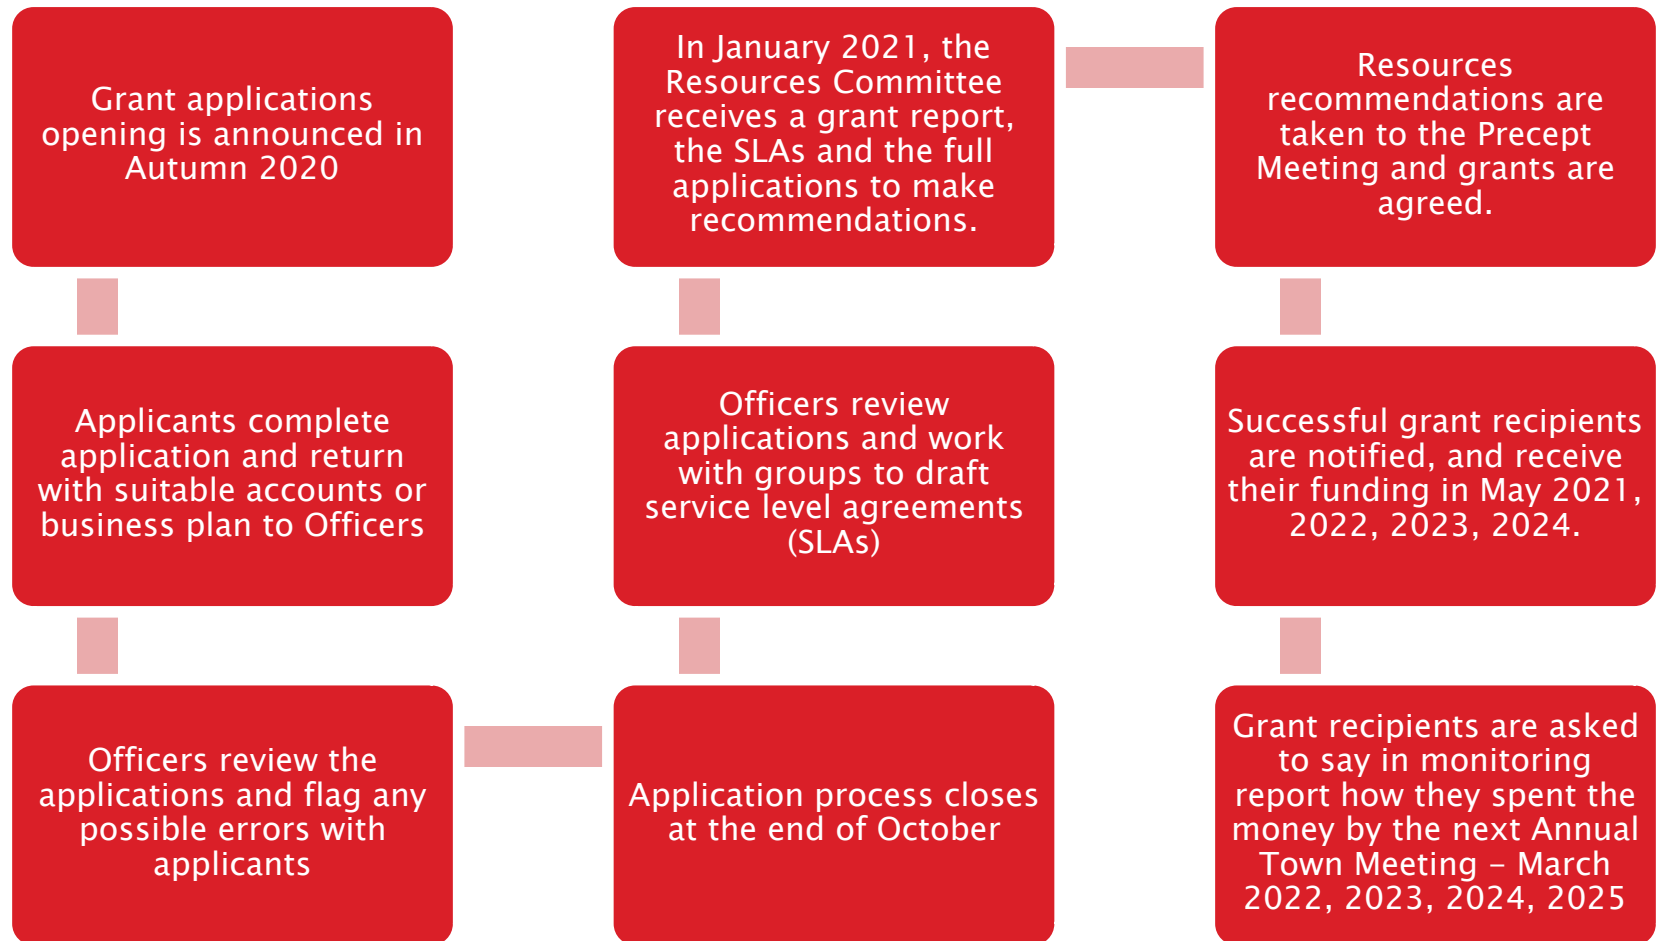 Grant applications
opening is announced in
Autumn 2020
Applicants complete
application and return
with suitable accounts or
business plan to Officers
Officers review the
applications and flag any
possible errors with
applicants
Application process closes
at the end of October
Officers review
applications and work
with groups to draft
service level agreements
(SLAs)
In January 2021, the
Resources Committee
receives a grant report,
the SLAs and the full
applications to make
recommendations.
Resources
recommendations are
taken to the Precept
Meeting and grants are
agreed.
Successful grant recipients
are notified, and receive
their funding in May 2021,
2022, 2023, 2024.
Grant recipients are asked
to say in monitoring
report how they spent the
money by the next Annual
Town Meeting – March
2022, 2023, 2024, 2025